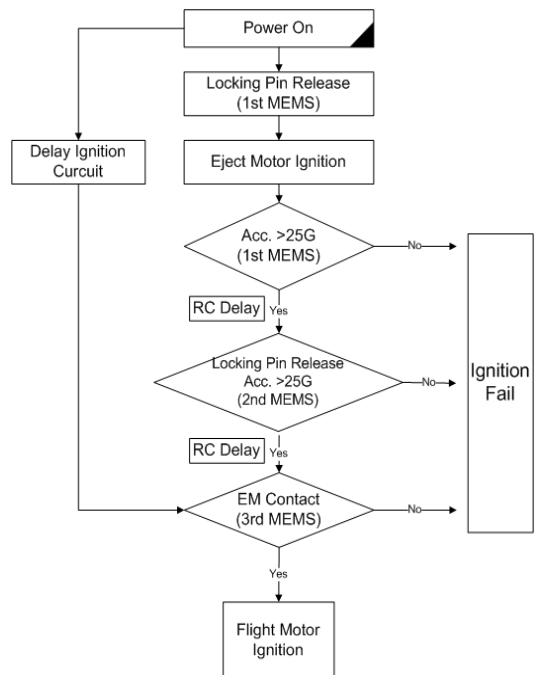 Power On
Locking Pin Release
(1st MEMS)
Delay Ignition
Curcuit
Eject Motor Ignition
Acc. >25G
(1st MEMS)
No
RC Delay
Yes
Locking Pin Release
Acc. >25G
(2nd MEMS)
No
Ignition
Fail
RC Delay
Yes
EM Contact
(3rd MEMS)
No
Yes
Flight Motor
Ignition